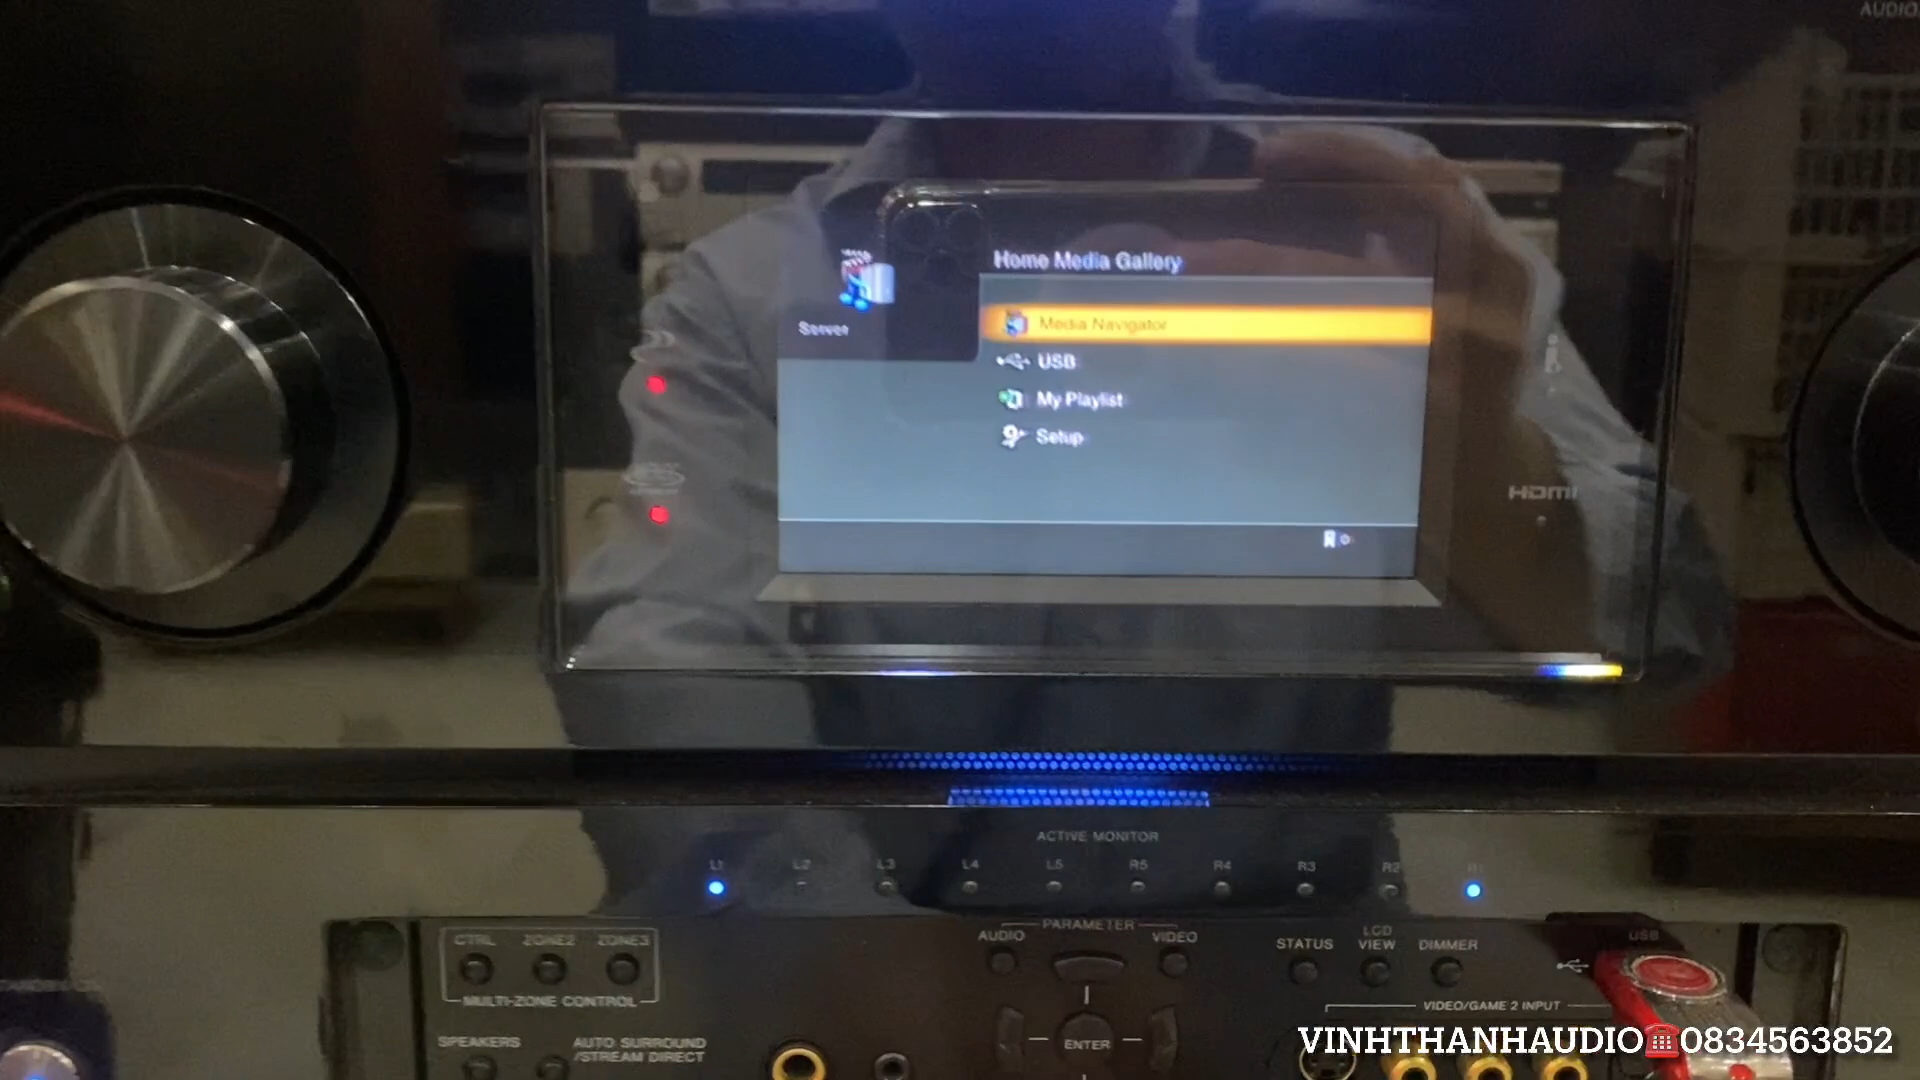 AUDIO
Home Media Gallery
Server
Media Navigator
USB
My Playlist
Setup
HDMI
ACTIVE MONITOR
L1 L2 L3 L4 L5 R5 R4 R3 R2
CTRL ZONE2 ZONE3
MULTI-ZONE CONTROL
PARAMETER
AUDIO VIDEO
STATUS LCD VIEW DIMMER
USB
VIDEO/GAME 2 INPUT
SPEAKERS
AUTO SURROUND
/STREAM DIRECT
ENTER
VINHTHANHAUDIO☎️0834563852